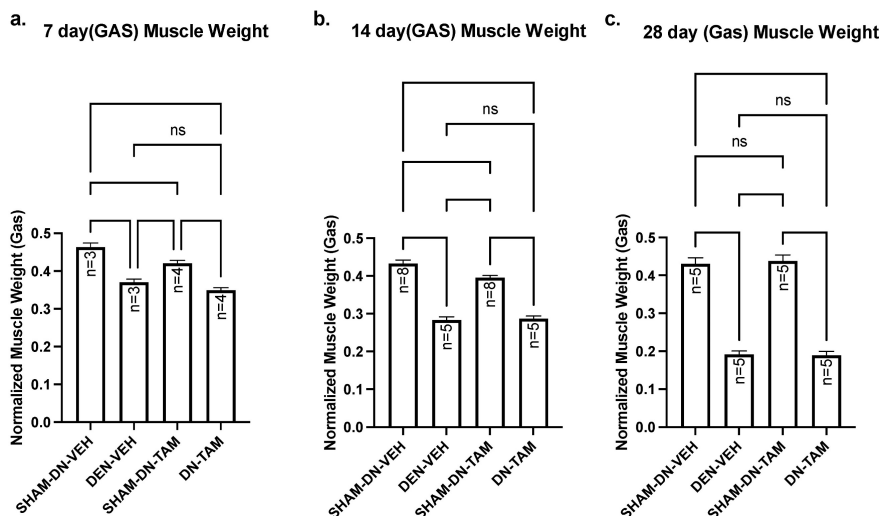 a.
7 day(GAS) Muscle Weight
ns
Normalized Muscle Weight (Gas)
0.5
0.4
0.3
0.2
0.1
0.0
n=3
n=3
n=4
n=4
SHAM-DN-VEH
DEN-VEH
SHAM-DN-TAM
DN-TAM
b.
14 day(GAS) Muscle Weight
ns
Normalized Muscle Weight (Gas)
0.5
0.4
0.3
0.2
0.1
0.0
n=8
n=5
n=8
n=5
SHAM-DN-VEH
DEN-VEH
SHAM-DN-TAM
DN-TAM
c.
28 day (Gas) Muscle Weight
ns
ns
Normalized Muscle Weight (Gas)
0.5
0.4
0.3
0.2
0.1
0.0
n=5
n=5
n=5
n=5
SHAM-DN-VEH
DEN-VEH
SHAM-DN-TAM
DN-TAM